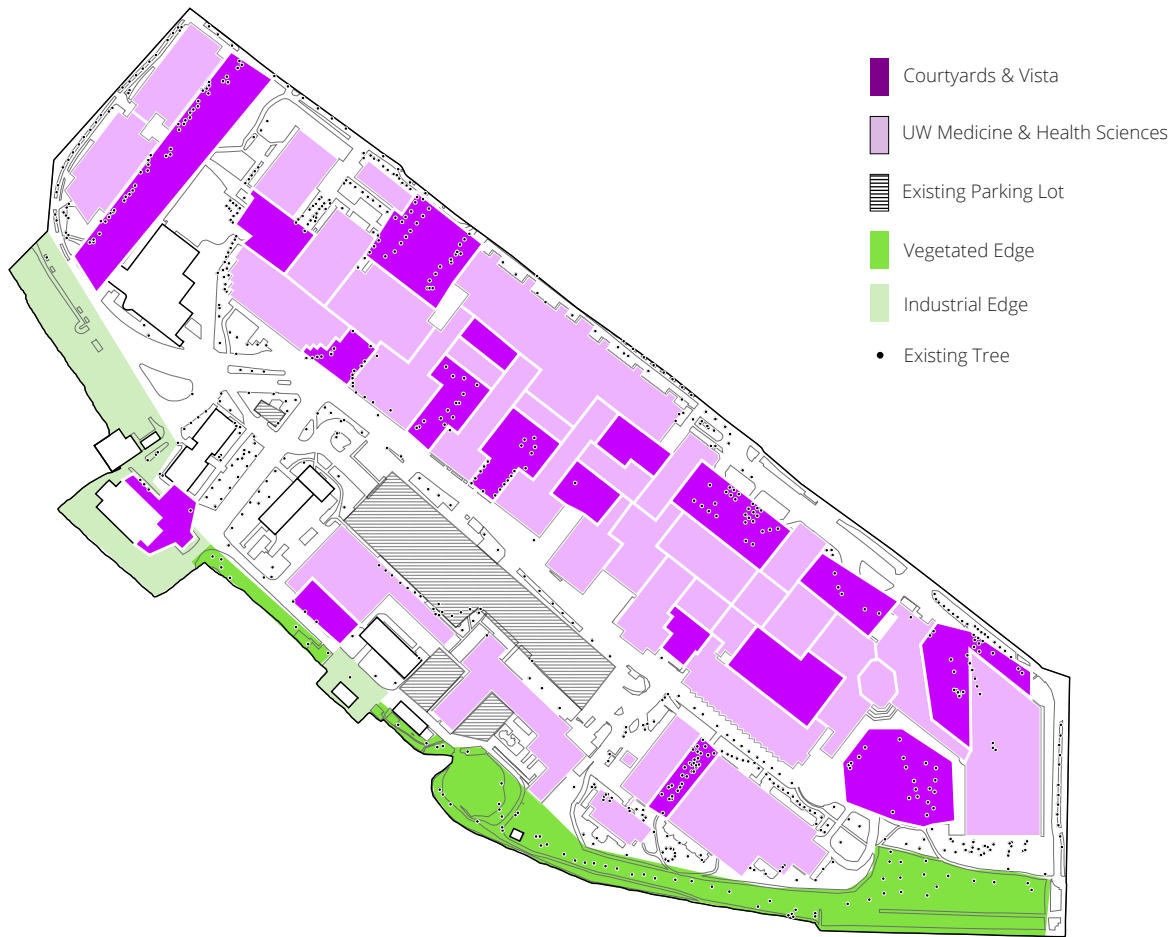 Courtyards & Vista
UW Medicine & Health Sciences
Existing Parking Lot
Vegetated Edge
Industrial Edge
Existing Tree